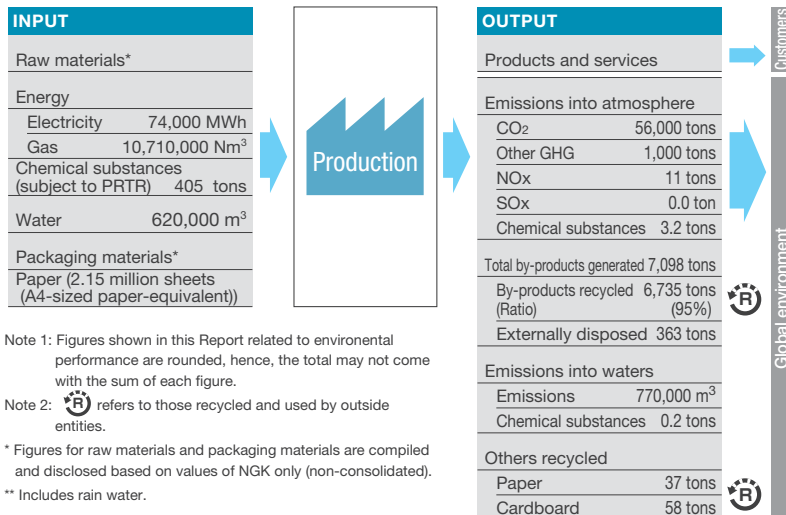 INPUT
Raw materials*
Energy
Electricity 74,000 MWh
Gas 10,710,000 Nm³
Chemical substances
(subject to PRTR) 405 tons
Water 620,000 m³
Packaging materials*
Paper (2.15 million sheets
(A4-sized paper-equivalent))
Production
OUTPUT
Products and services
Emissions into atmosphere
CO₂ 56,000 tons
Other GHG 1,000 tons
NOx 11 tons
SOx 0.0 ton
Chemical substances 3.2 tons
Total by-products generated 7,098 tons
By-products recycled 6,735 tons
(Ratio) (95%)
R
Externally disposed 363 tons
Emissions into waters
Emissions 770,000 m³
Chemical substances 0.2 tons
Others recycled
Paper 37 tons
R
Cardboard 58 tons
Customers
Global environment
Note 1: Figures shown in this Report related to environental
performance are rounded, hence, the total may not come
with the sum of each figure.
Note 2: R refers to those recycled and used by outside
entities.
* Figures for raw materials and packaging materials are compiled
and disclosed based on values of NGK only (non-consolidated).
** Includes rain water.